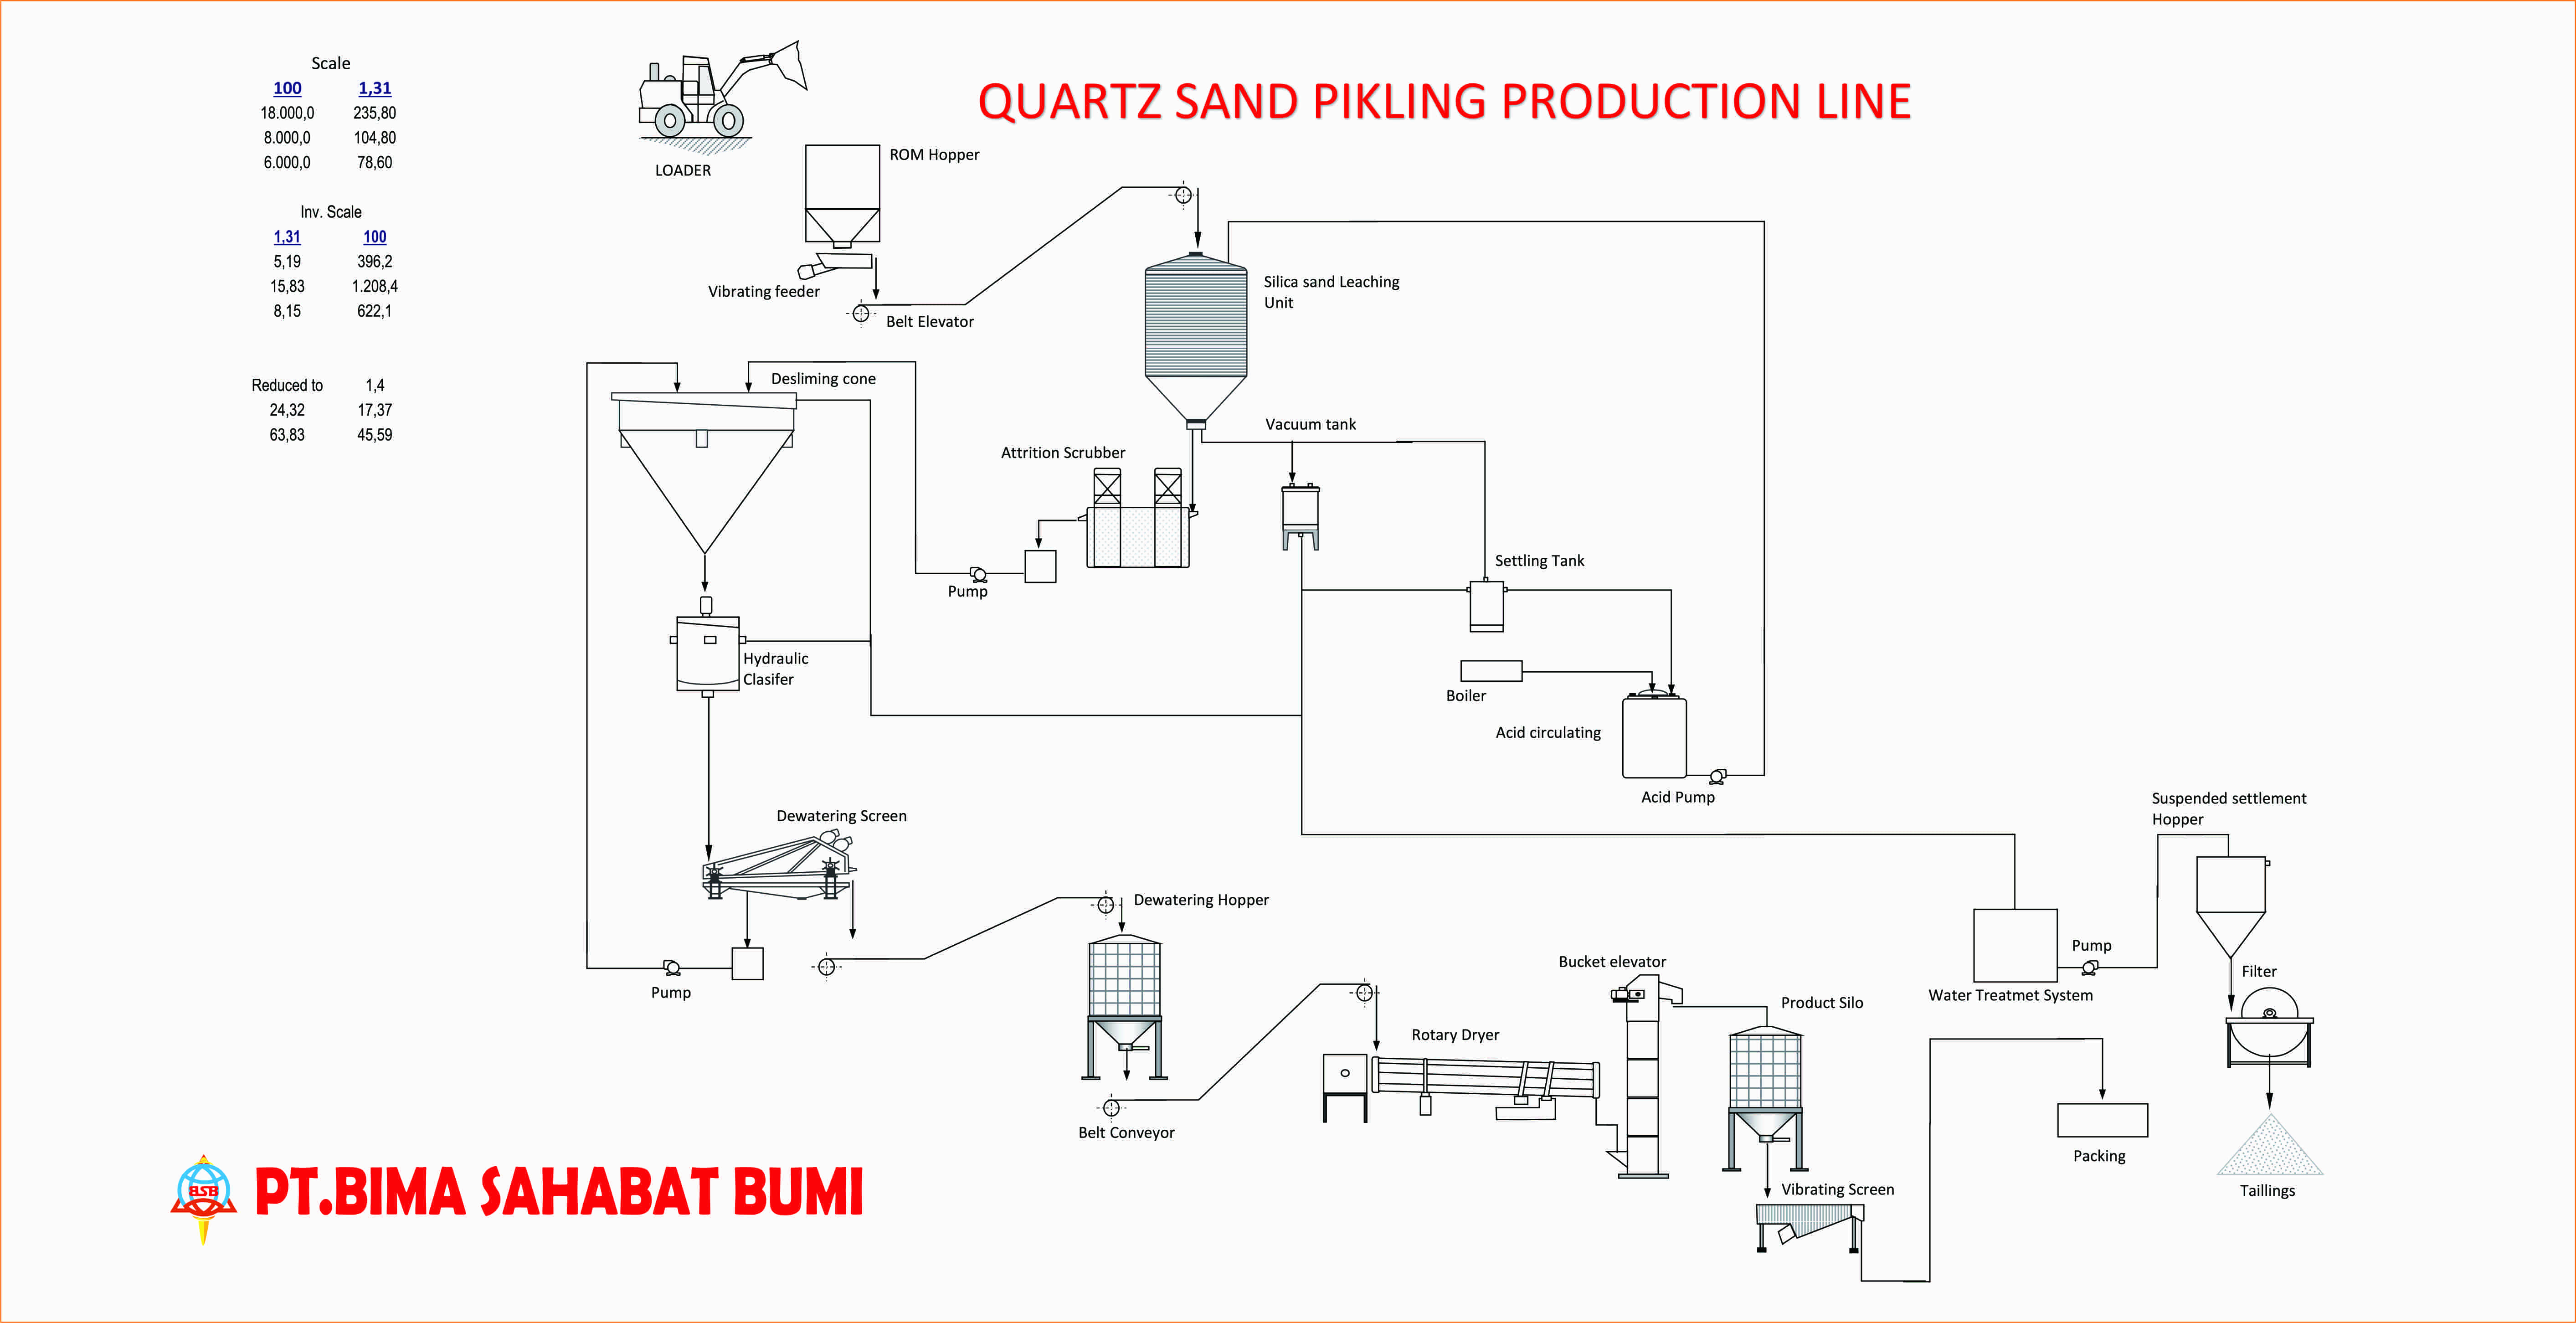 QUARTZ SAND PIKLING PRODUCTION LINE
Scale
100 1,31
18.000,0 235,80
8.000,0 104,80
6.000,0 78,60
Inv. Scale
1,31 100
5,19 396,2
15,83 1.208,4
8,15 622,1
Reduced to 1,4
24,32 17,37
63,83 45,59
LOADER
ROM Hopper
Vibrating feeder
Belt Elevator
Silica sand Leaching
Unit
Desliming cone
Vacuum tank
Attrition Scrubber
Pump
Settling Tank
Hydraulic
Clasifer
Boiler
Acid circulating
Acid Pump
Dewatering Screen
Pump
Dewatering Hopper
Belt Conveyor
Rotary Dryer
Bucket elevator
Product Silo
Vibrating Screen
Suspended settlement
Hopper
Pump
Water Treatmet System
Filter
Packing
Taillings
BSB
PT.BIMA SAHABAT BUMI